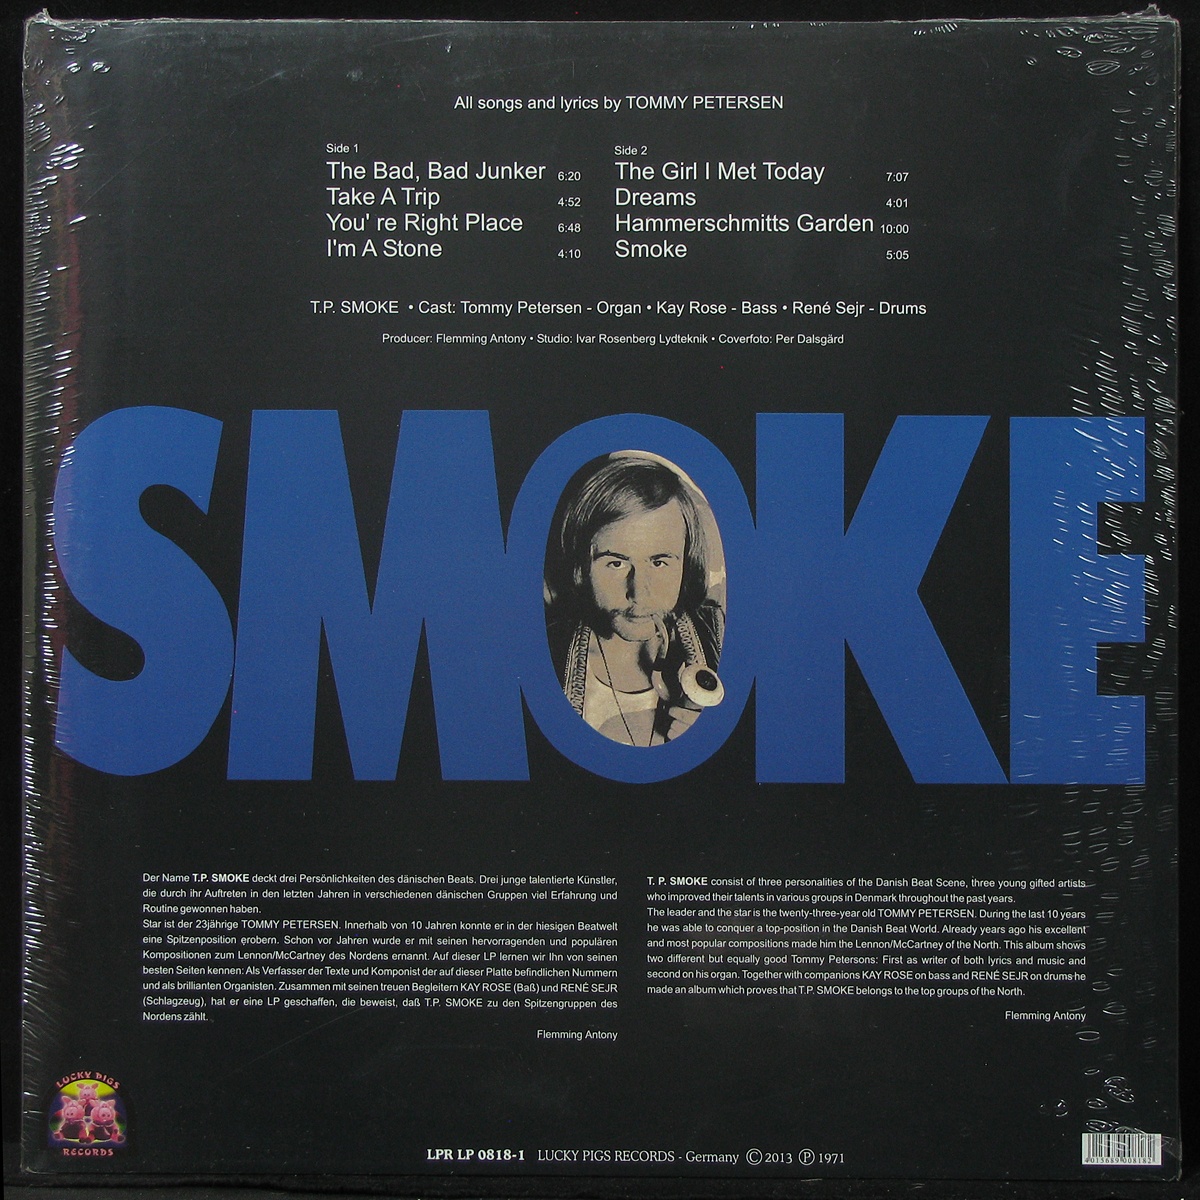 All songs and lyrics by TOMMY PETERSEN
Side 1
The Bad, Bad Junker 6:20
Take A Trip 4:52
You' re Right Place 6:48
I'm A Stone 4:10
Side 2
The Girl I Met Today 7:07
Dreams 4:01
Hammerschmitts Garden 10:00
Smoke 5:05
T.P. SMOKE • Cast: Tommy Petersen - Organ • Kay Rose - Bass • René Sejr - Drums
Producer: Flemming Antony • Studio: Ivar Rosenberg Lydteknik • Coverfoto: Per Dalsgärd
SMOKE
Der Name T.P. SMOKE deckt drei Persönlichkeiten des dänischen Beats. Drei junge talentierte Künstler,
die durch ihr Auftreten in den letzten Jahren in verschiedenen dänischen Gruppen viel Erfahrung und
Routine gewonnen haben.
Star ist der 23jährige TOMMY PETERSEN. Innerhalb von 10 Jahren konnte er in der hiesigen Beatwelt
eine Spitzenposition erobern. Schon vor Jahren wurde er mit seinen hervorragenden und populären
Kompositionen zum Lennon/McCartney des Nordens ernannt. Auf dieser LP lernen wir Ihn von seinen
besten Seiten kennen: Als Verfasser der Texte und Komponist der auf dieser Platte befindlichen Nummern
und als brillianten Organisten. Zusammen mit seinen treuen Begleitern KAY ROSE (Baß) und RENÉ SEJR
(Schlagzeug), hat er eine LP geschaffen, die beweist, daß T.P. SMOKE zu den Spitzengruppen des
Nordens zählt.
Flemming Antony
T. P. SMOKE consist of three personalities of the Danish Beat Scene, three young gifted artists
who improved their talents in various groups in Denmark throughout the past years.
The leader and the star is the twenty-three-year old TOMMY PETERSEN. During the last 10 years
he was able to conquer a top-position in the Danish Beat World. Already years ago his excellent
and most popular compositions made him the Lennon/McCartney of the North. This album shows
two different but equally good Tommy Petersons: First as writer of both lyrics and music and
second on his organ. Together with companions KAY ROSE on bass and RENÉ SEJR on drums he
made an album which proves that T.P. SMOKE belongs to the top groups of the North.
Flemming Antony
LUCKY PIGS
RECORDS
LPR LP 0818-1 LUCKY PIGS RECORDS - Germany Ⓒ 2013 Ⓟ 1971
4 015689 008182